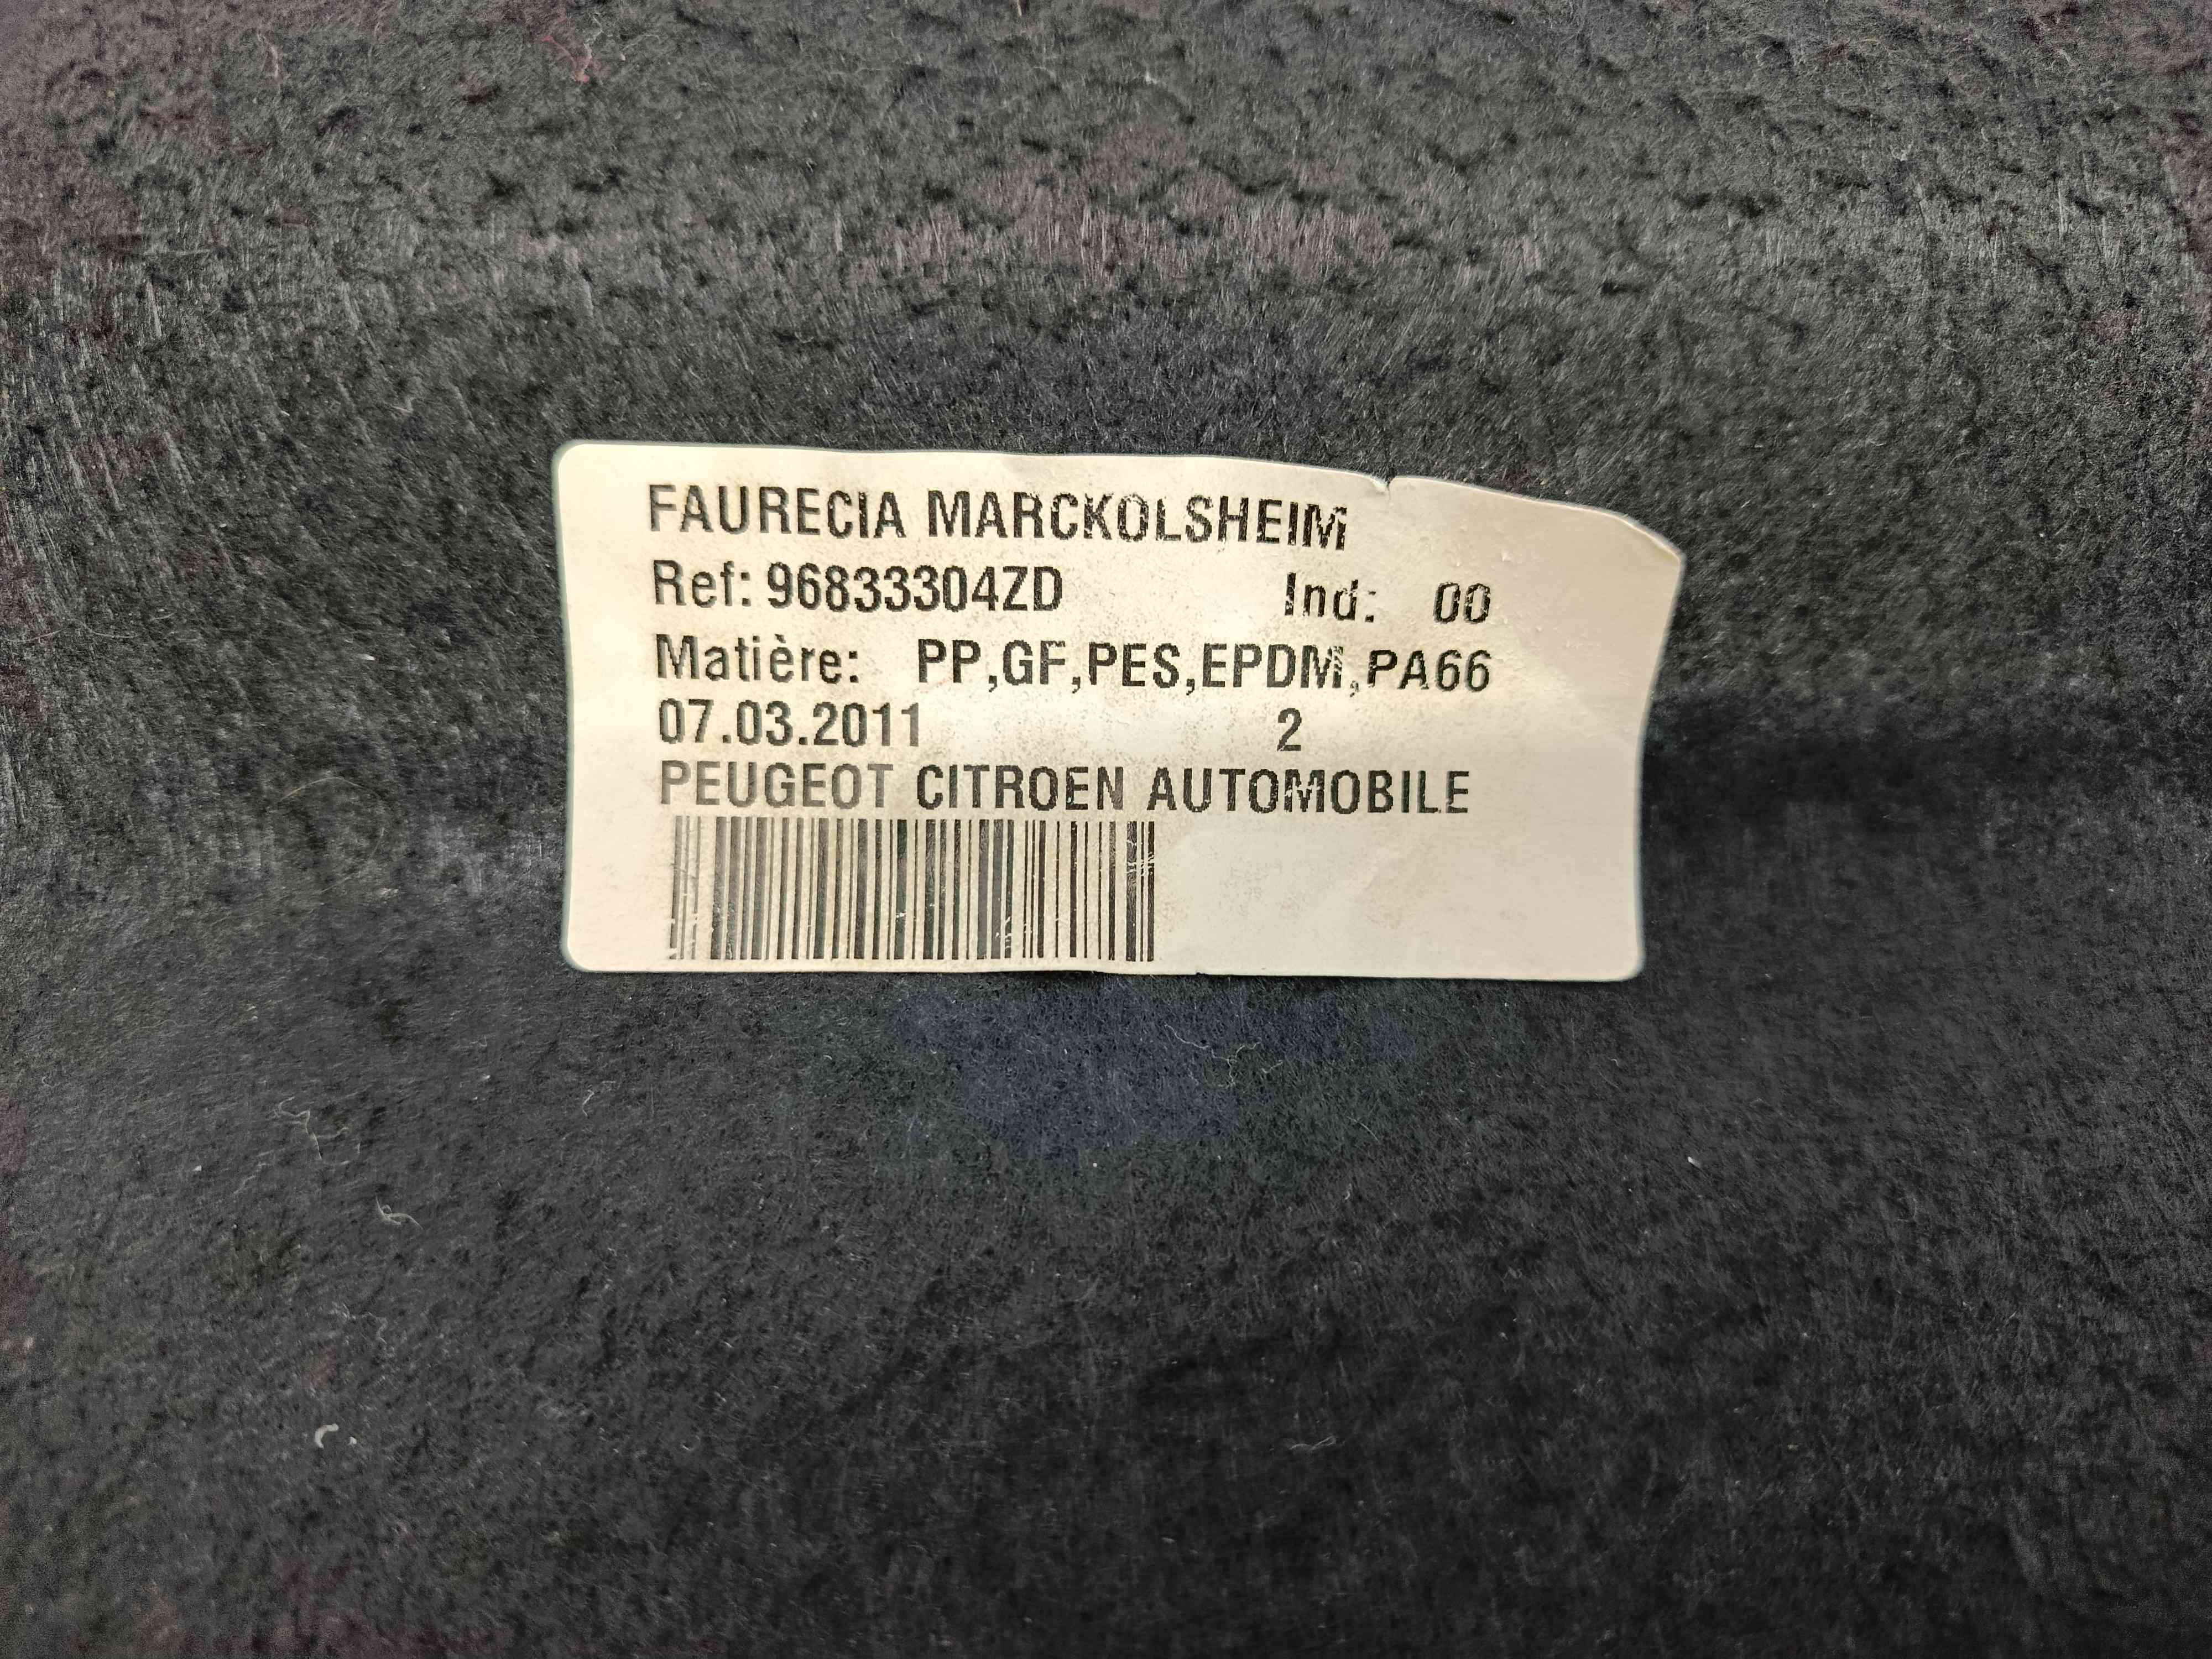 FAURECIA MARCKOLSHEIM
Ref: 96833304ZD Ind: 00
Matière: PP,GF,PES,EPDM,PA66
07.03.2011 2
PEUGEOT CITROEN AUTOMOBILE